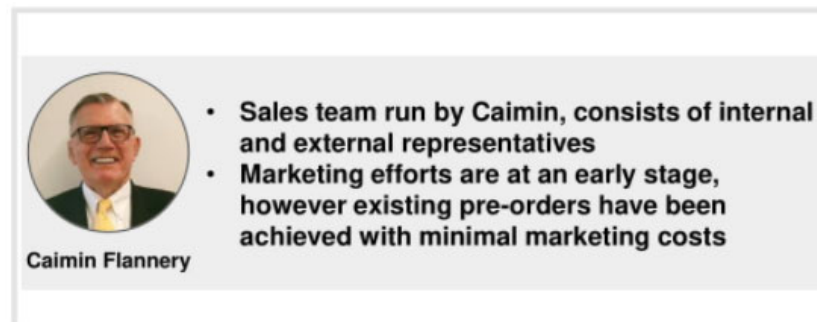 • Sales team run by Caimin, consists of internal
and external representatives
• Marketing efforts are at an early stage,
however existing pre-orders have been
achieved with minimal marketing costs
Caimin Flannery